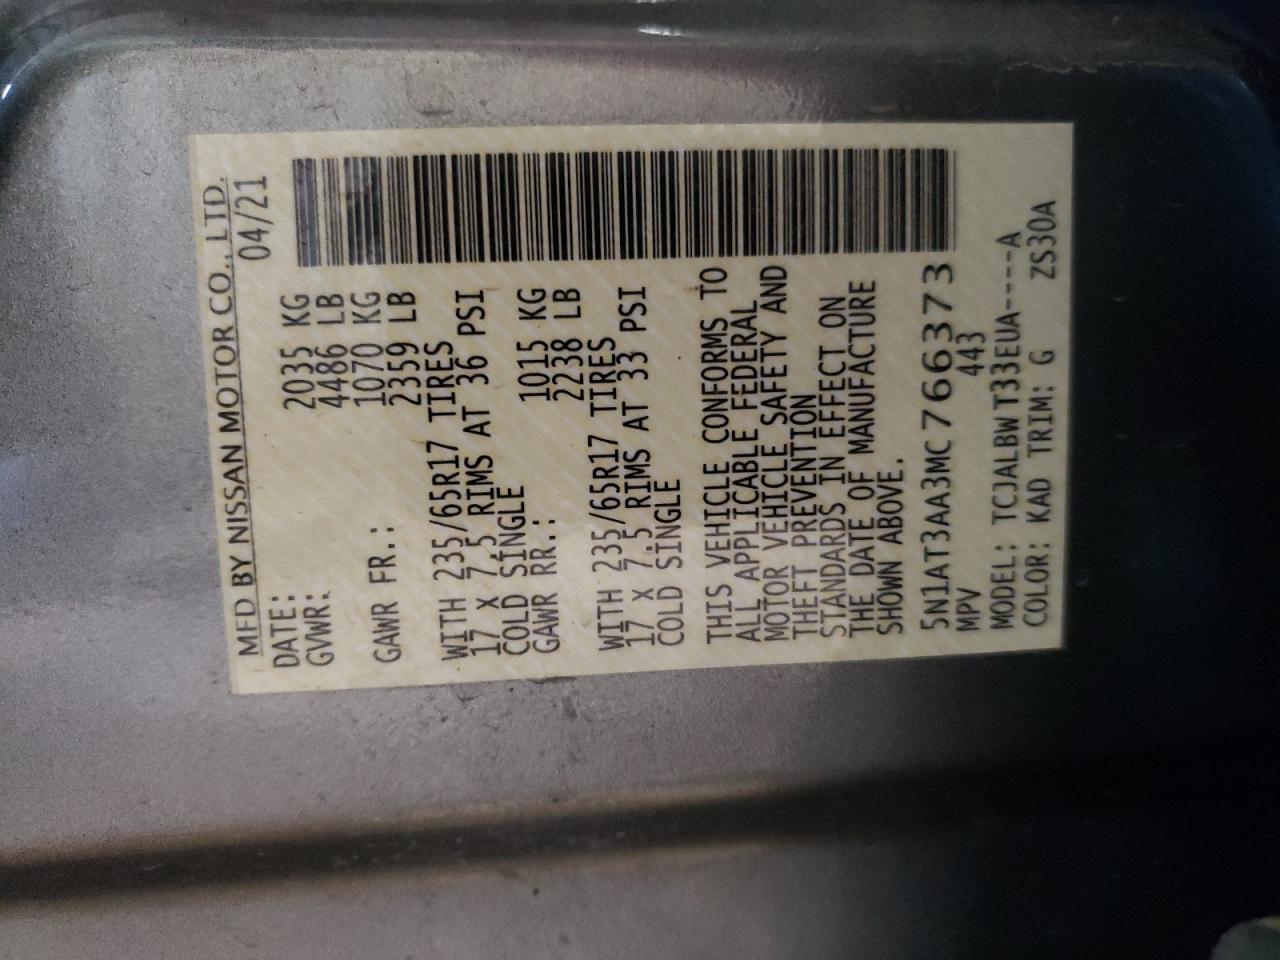 MFD BY NISSAN MOTOR CO., LTD.
DATE: 04/21
GVWR: 2035 KG
4486 LB
GAWR FR.: 1070 KG
2359 LB
WITH 235/65R17 TIRES
17 x 7.5 RIMS AT 36 PSI
COLD SINGLE
GAWR RR.: 1015 KG
2238 LB
WITH 235/65R17 TIRES
17 x 7.5 RIMS AT 33 PSI
COLD SINGLE
THIS VEHICLE CONFORMS TO
ALL APPLICABLE FEDERAL
MOTOR VEHICLE SAFETY AND
THEFT PREVENTION
STANDARDS IN EFFECT ON
THE DATE OF MANUFACTURE
SHOWN ABOVE.
5N1AT3AA3MC766373
MPV 443
MODEL: TCJALBWT33EUA-----A
COLOR: KAD TRIM: G ZS30A